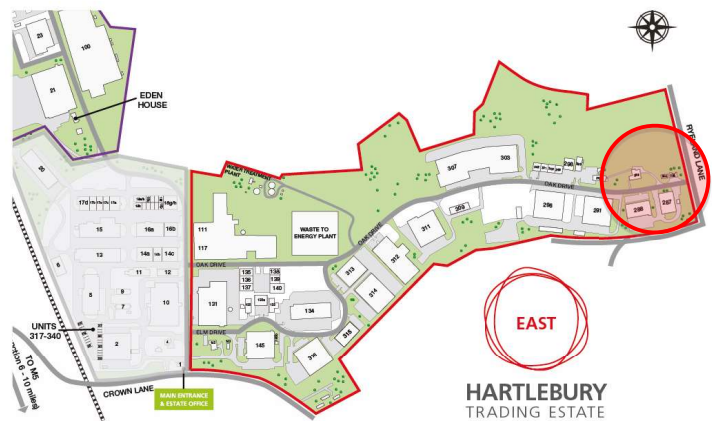 23
100
21
EDEN
HOUSE
20
17d
15
16a
16b
13
14a
14c
6
11
12
5
9
7
10
UNITS
317-340
2
4
1
TO M5
CROWN LANE
MAIN ENTRANCE
& ESTATE OFFICE
WATER TREATMENT
PLANT
111
117
WASTE TO
ENERGY PLANT
OAK DRIVE
OAK DRIVE
135
136
137
138
139
140
131
134
ELM DRIVE
145
316
315
313
314
312
311
309
307
303
OAK DRIVE
296
291
288
287
RYELAND LANE
EAST
HARTLEBURY
TRADING ESTATE